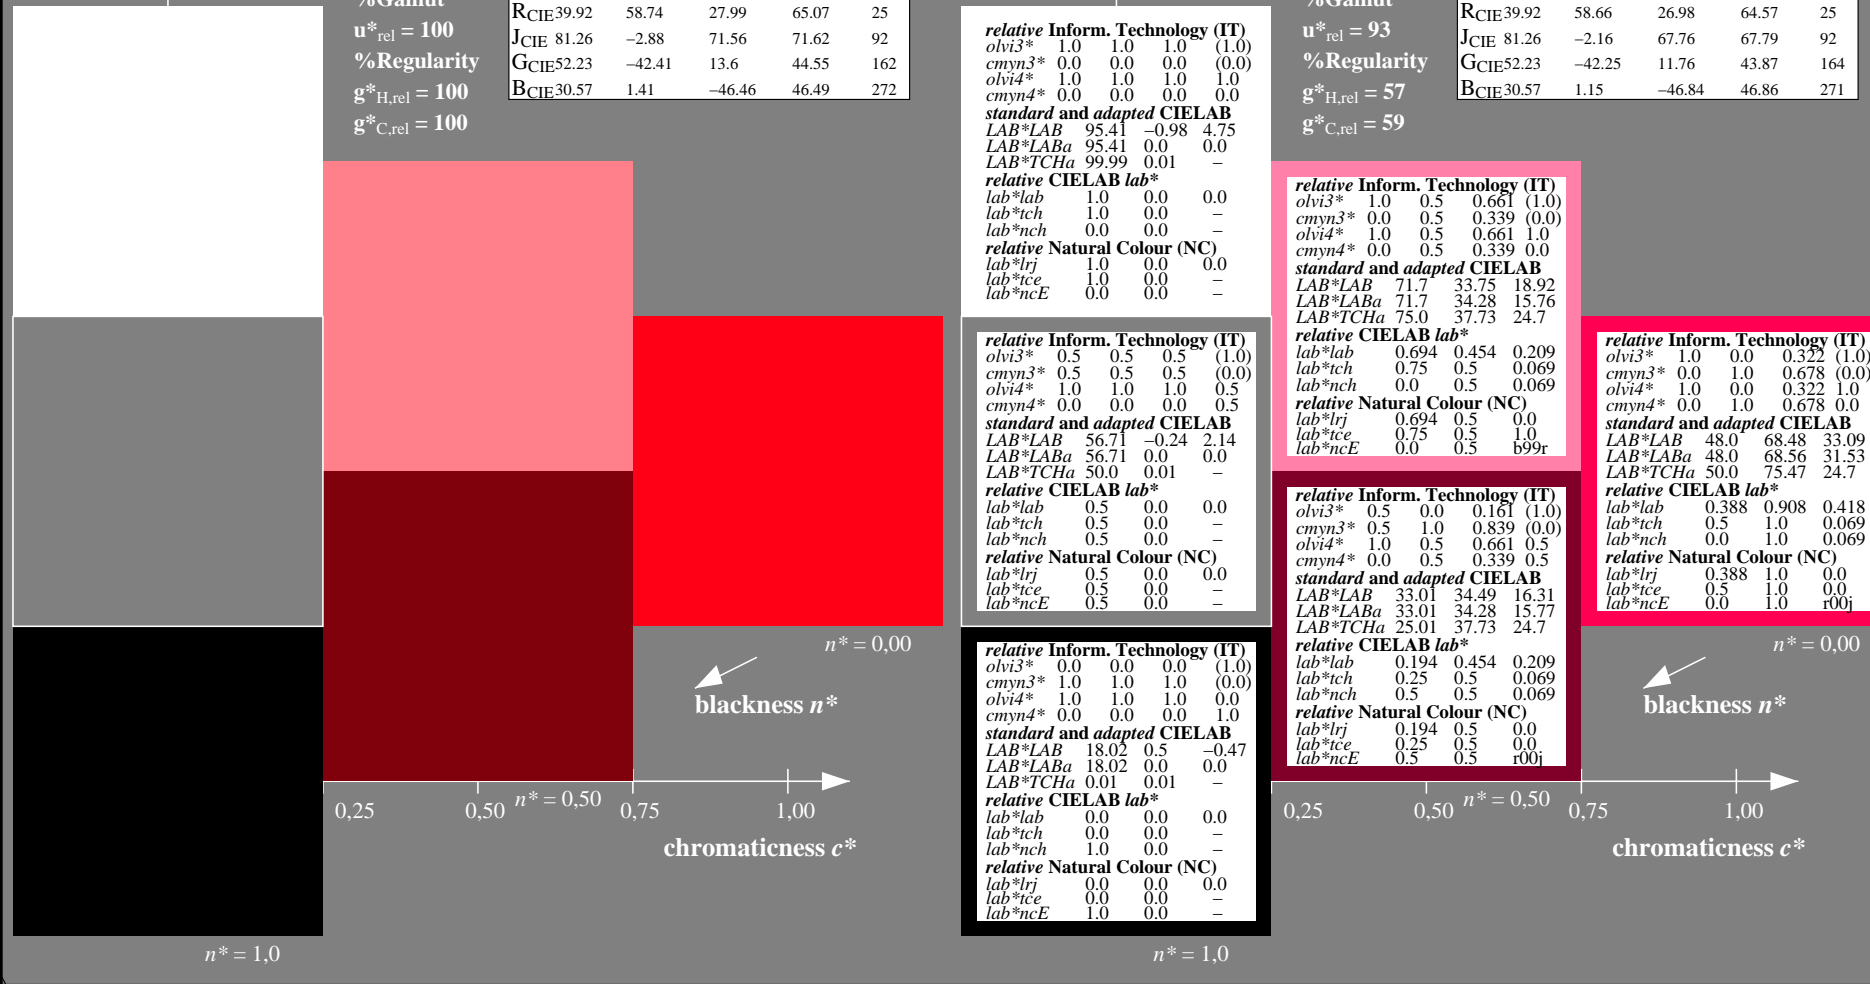 %Gamut
u*rel = 100
%Regularity
g*H,rel = 100
g*C,rel = 100
RCIE 39.92 58.74 27.99 65.07 25
JCIE 81.26 –2.88 71.56 71.62 92
GCIE 52.23 –42.41 13.6 44.55 162
BCIE 30.57 1.41 –46.46 46.49 272
n* = 0,00
blackness n*
0,25 0,50 n* = 0,50 0,75 1,00
chromaticness c*
n* = 1,0
relative Inform. Technology (IT)
olvi3* 1.0 1.0 1.0 (1.0)
cmyn3* 0.0 0.0 0.0 (0.0)
olvi4* 1.0 1.0 1.0 1.0
cmyn4* 0.0 0.0 0.0 0.0
standard and adapted CIELAB
LAB*LAB 95.41 –0.98 4.75
LAB*LABa 95.41 0.0 0.0
LAB*TCHa 99.99 0.01 –
relative CIELAB lab*
lab*lab 1.0 0.0 0.0
lab*tch 1.0 0.0 –
lab*nch 0.0 0.0 –
relative Natural Colour (NC)
lab*lrj 1.0 0.0 0.0
lab*tce 1.0 0.0 –
lab*ncE 0.0 0.0 –
relative Inform. Technology (IT)
olvi3* 0.5 0.5 0.5 (1.0)
cmyn3* 0.5 0.5 0.5 (0.0)
olvi4* 1.0 1.0 1.0 0.5
cmyn4* 0.0 0.0 0.0 0.5
standard and adapted CIELAB
LAB*LAB 56.71 –0.24 2.14
LAB*LABa 56.71 0.0 0.0
LAB*TCHa 50.0 0.01 –
relative CIELAB lab*
lab*lab 0.5 0.0 0.0
lab*tch 0.5 0.0 –
lab*nch 0.5 0.0 –
relative Natural Colour (NC)
lab*lrj 0.5 0.0 0.0
lab*tce 0.5 0.0 –
lab*ncE 0.5 0.0 –
relative Inform. Technology (IT)
olvi3* 0.0 0.0 0.0 (1.0)
cmyn3* 1.0 1.0 1.0 (0.0)
olvi4* 1.0 1.0 1.0 0.0
cmyn4* 0.0 0.0 0.0 1.0
standard and adapted CIELAB
LAB*LAB 18.02 0.5 –0.47
LAB*LABa 18.02 0.0 0.0
LAB*TCHa 0.01 0.01 –
relative CIELAB lab*
lab*lab 0.0 0.0 0.0
lab*tch 0.0 0.0 –
lab*nch 1.0 0.0 –
relative Natural Colour (NC)
lab*lrj 0.0 0.0 0.0
lab*tce 0.0 0.0 –
lab*ncE 1.0 0.0 –
n* = 1,0
%Gamut
u*rel = 93
%Regularity
g*H,rel = 57
g*C,rel = 59
RCIE 39.92 58.66 26.98 64.57 25
JCIE 81.26 –2.16 67.76 67.79 92
GCIE 52.23 –42.25 11.76 43.87 164
BCIE 30.57 1.15 –46.84 46.86 271
relative Inform. Technology (IT)
olvi3* 1.0 0.5 0.661 (1.0)
cmyn3* 0.0 0.5 0.339 (0.0)
olvi4* 1.0 0.5 0.661 1.0
cmyn4* 0.0 0.5 0.339 0.0
standard and adapted CIELAB
LAB*LAB 71.7 33.75 18.92
LAB*LABa 71.7 34.28 15.76
LAB*TCHa 75.0 37.73 24.7
relative CIELAB lab*
lab*lab 0.694 0.454 0.209
lab*tch 0.75 0.5 0.069
lab*nch 0.0 0.5 0.069
relative Natural Colour (NC)
lab*lrj 0.694 0.5 0.0
lab*tce 0.75 0.5 1.0
lab*ncE 0.0 0.5 b99r
relative Inform. Technology (IT)
olvi3* 0.5 0.0 0.161 (1.0)
cmyn3* 0.5 1.0 0.839 (0.0)
olvi4* 1.0 0.5 0.661 0.5
cmyn4* 0.0 0.5 0.339 0.5
standard and adapted CIELAB
LAB*LAB 33.01 34.49 16.31
LAB*LABa 33.01 34.28 15.77
LAB*TCHa 25.01 37.73 24.7
relative CIELAB lab*
lab*lab 0.194 0.454 0.209
lab*tch 0.25 0.5 0.069
lab*nch 0.5 0.5 0.069
relative Natural Colour (NC)
lab*lrj 0.194 0.5 0.0
lab*tce 0.25 0.5 0.0
lab*ncE 0.5 0.5 r00j
relative Inform. Technology (IT)
olvi3* 1.0 0.0 0.322 (1.0)
cmyn3* 0.0 1.0 0.678 (0.0)
olvi4* 1.0 0.0 0.322 1.0
cmyn4* 0.0 1.0 0.678 0.0
standard and adapted CIELAB
LAB*LAB 48.0 68.48 33.09
LAB*LABa 48.0 68.56 31.53
LAB*TCHa 50.0 75.47 24.7
relative CIELAB lab*
lab*lab 0.388 0.908 0.418
lab*tch 0.5 1.0 0.069
lab*nch 0.0 1.0 0.069
relative Natural Colour (NC)
lab*lrj 0.388 1.0 0.0
lab*tce 0.5 1.0 0.0
lab*ncE 0.0 1.0 r00j
n* = 0,00
blackness n*
0,25 0,50 n* = 0,50 0,75 1,00
chromaticness c*